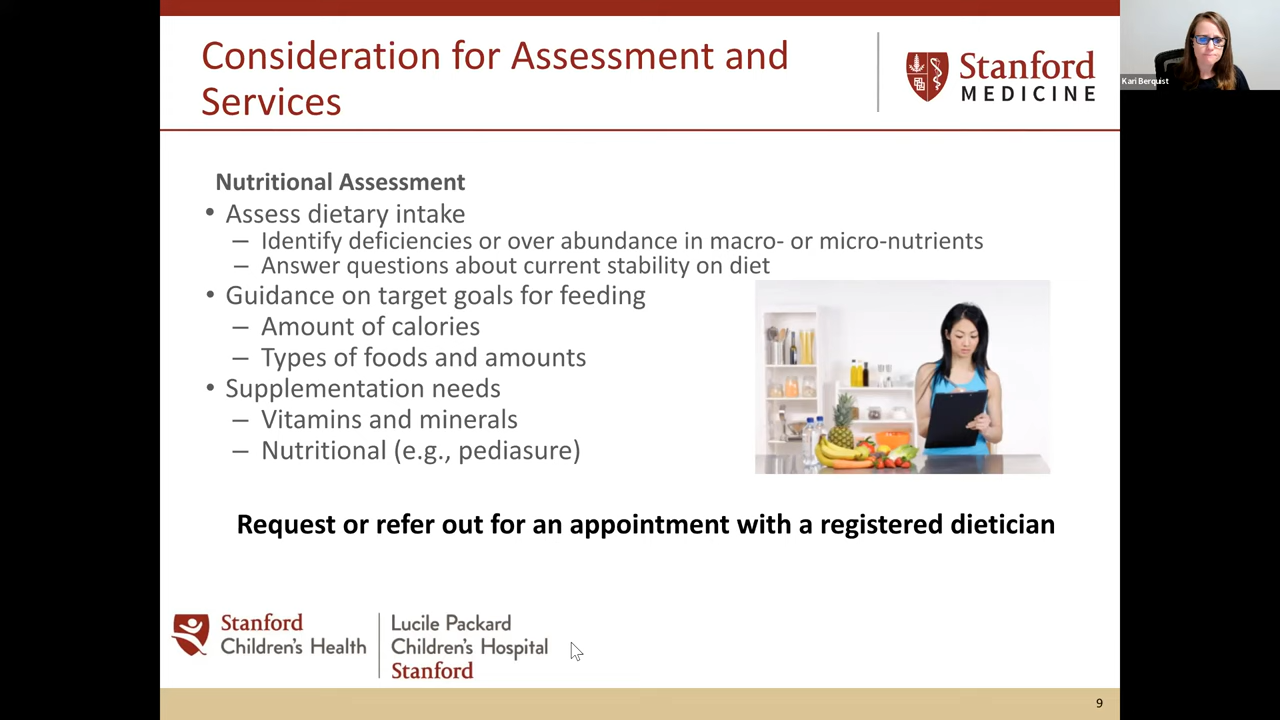 Consideration for Assessment and
Services
Stanford
MEDICINE
Kari Berquist
Nutritional Assessment
• Assess dietary intake
– Identify deficiencies or over abundance in macro- or micro-nutrients
– Answer questions about current stability on diet
• Guidance on target goals for feeding
– Amount of calories
– Types of foods and amounts
• Supplementation needs
– Vitamins and minerals
– Nutritional (e.g., pediasure)
Request or refer out for an appointment with a registered dietician
Stanford
Children's Health
Lucile Packard
Children's Hospital
Stanford
9